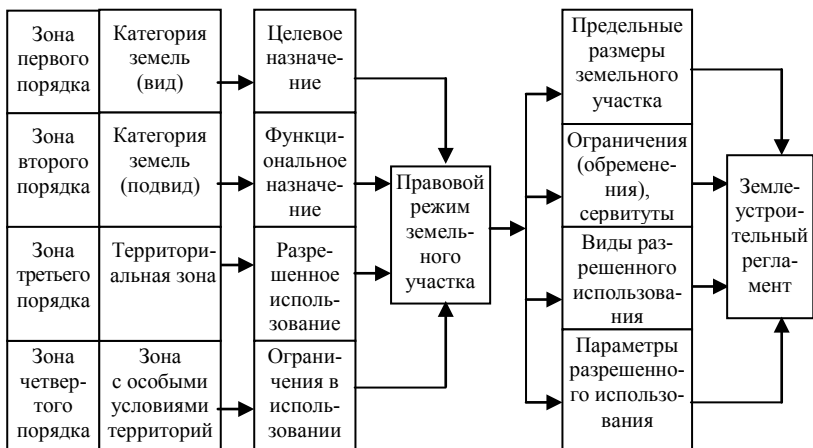 Зона
первого
порядка
Категория
земель
(вид)
Целевое
назначе-
ние
Зона
второго
порядка
Категория
земель
(подвид)
Функци-
ональное
назначе-
ние
Зона
третьего
порядка
Территори-
альная зона
Разре-
шенное
исполь-
зование
Зона
четвер-
того
порядка
Зона
с особыми
условиями
территорий
Ограни-
чения в
исполь-
зовании
Правовой
режим
земель-
ного
участка
Предельные
размеры
земельного
участка
Ограничения
(обремене-
ния),
сервитуты
Виды раз-
решенного
использова-
ния
Параметры
разрешенно-
го использо-
вания
Земле-
устрои-
тельный
регла-
мент